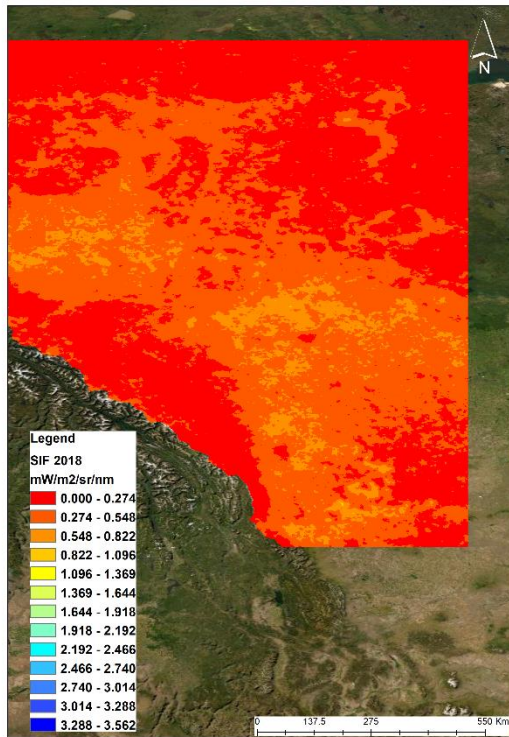 N
Legend
SIF 2018
mW/m2/sr/nm
0.000 - 0.274
0.274 - 0.548
0.548 - 0.822
0.822 - 1.096
1.096 - 1.369
1.369 - 1.644
1.644 - 1.918
1.918 - 2.192
2.192 - 2.466
2.466 - 2.740
2.740 - 3.014
3.014 - 3.288
3.288 - 3.562
0 137.5 275 550 Km